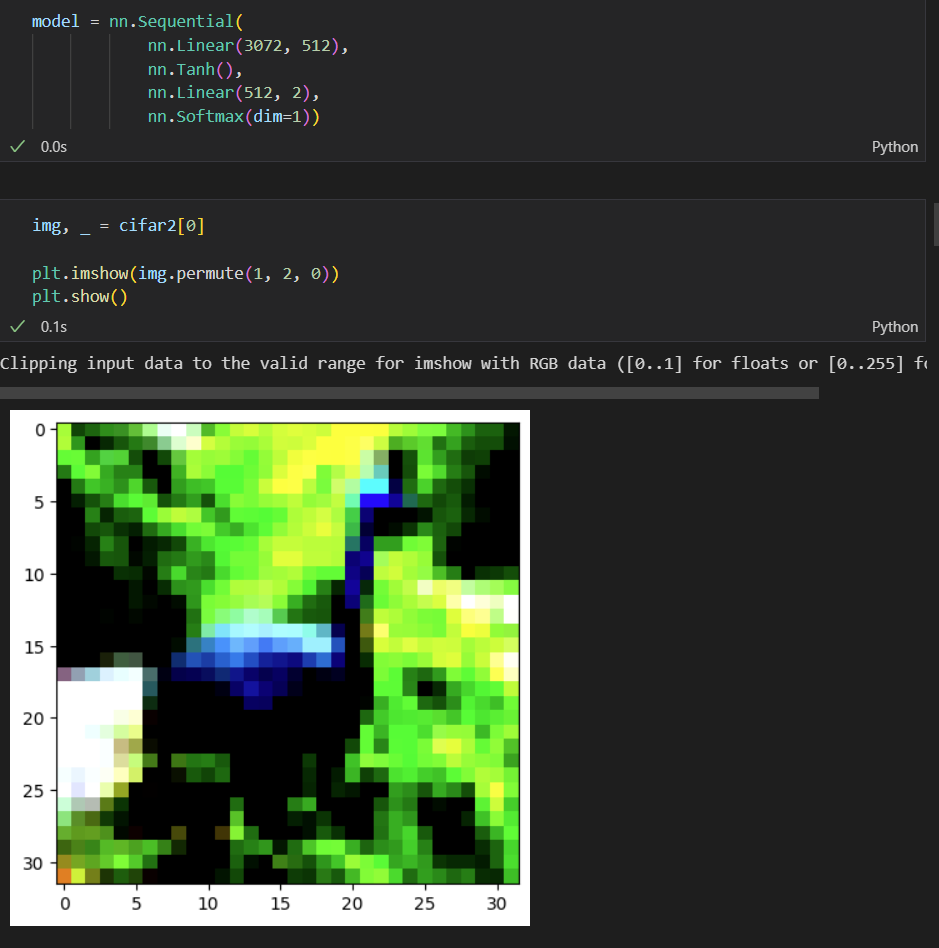 model = nn.Sequential(
nn.Linear(3072, 512),
nn.Tanh(),
nn.Linear(512, 2),
nn.Softmax(dim=1))
0.0s
Python
img, _ = cifar2[0]
plt.imshow(img.permute(1, 2, 0))
plt.show()
0.1s
Python
Clipping input data to the valid range for imshow with RGB data ([0..1] for floats or [0..255]
0
5
10
15
20
25
30
0 5 10 15 20 25 30